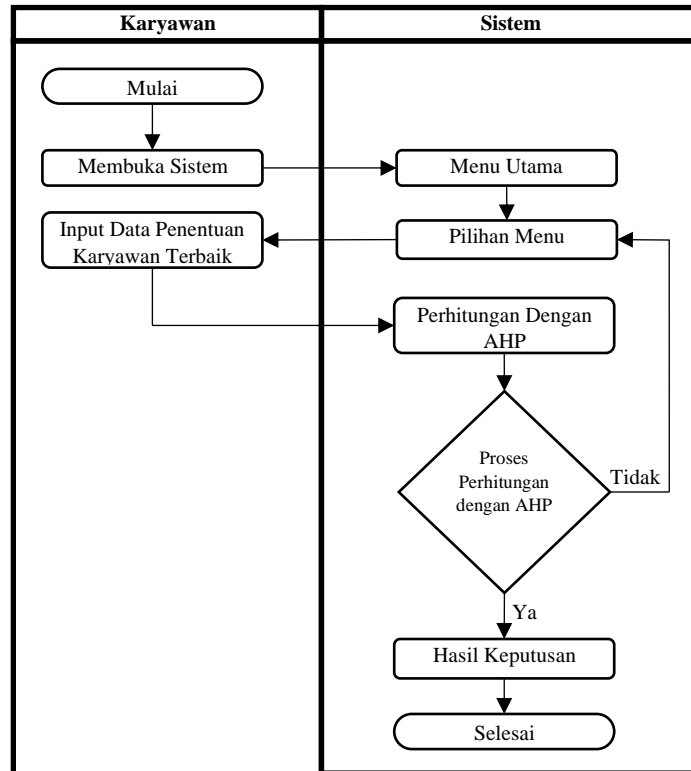 Karyawan
Sistem
Mulai
Membuka Sistem
Menu Utama
Input Data Penentuan
Karyawan Terbaik
Pilihan Menu
Perhitungan Dengan
AHP
Proses
Perhitungan
dengan AHP
Tidak
Ya
Hasil Keputusan
Selesai